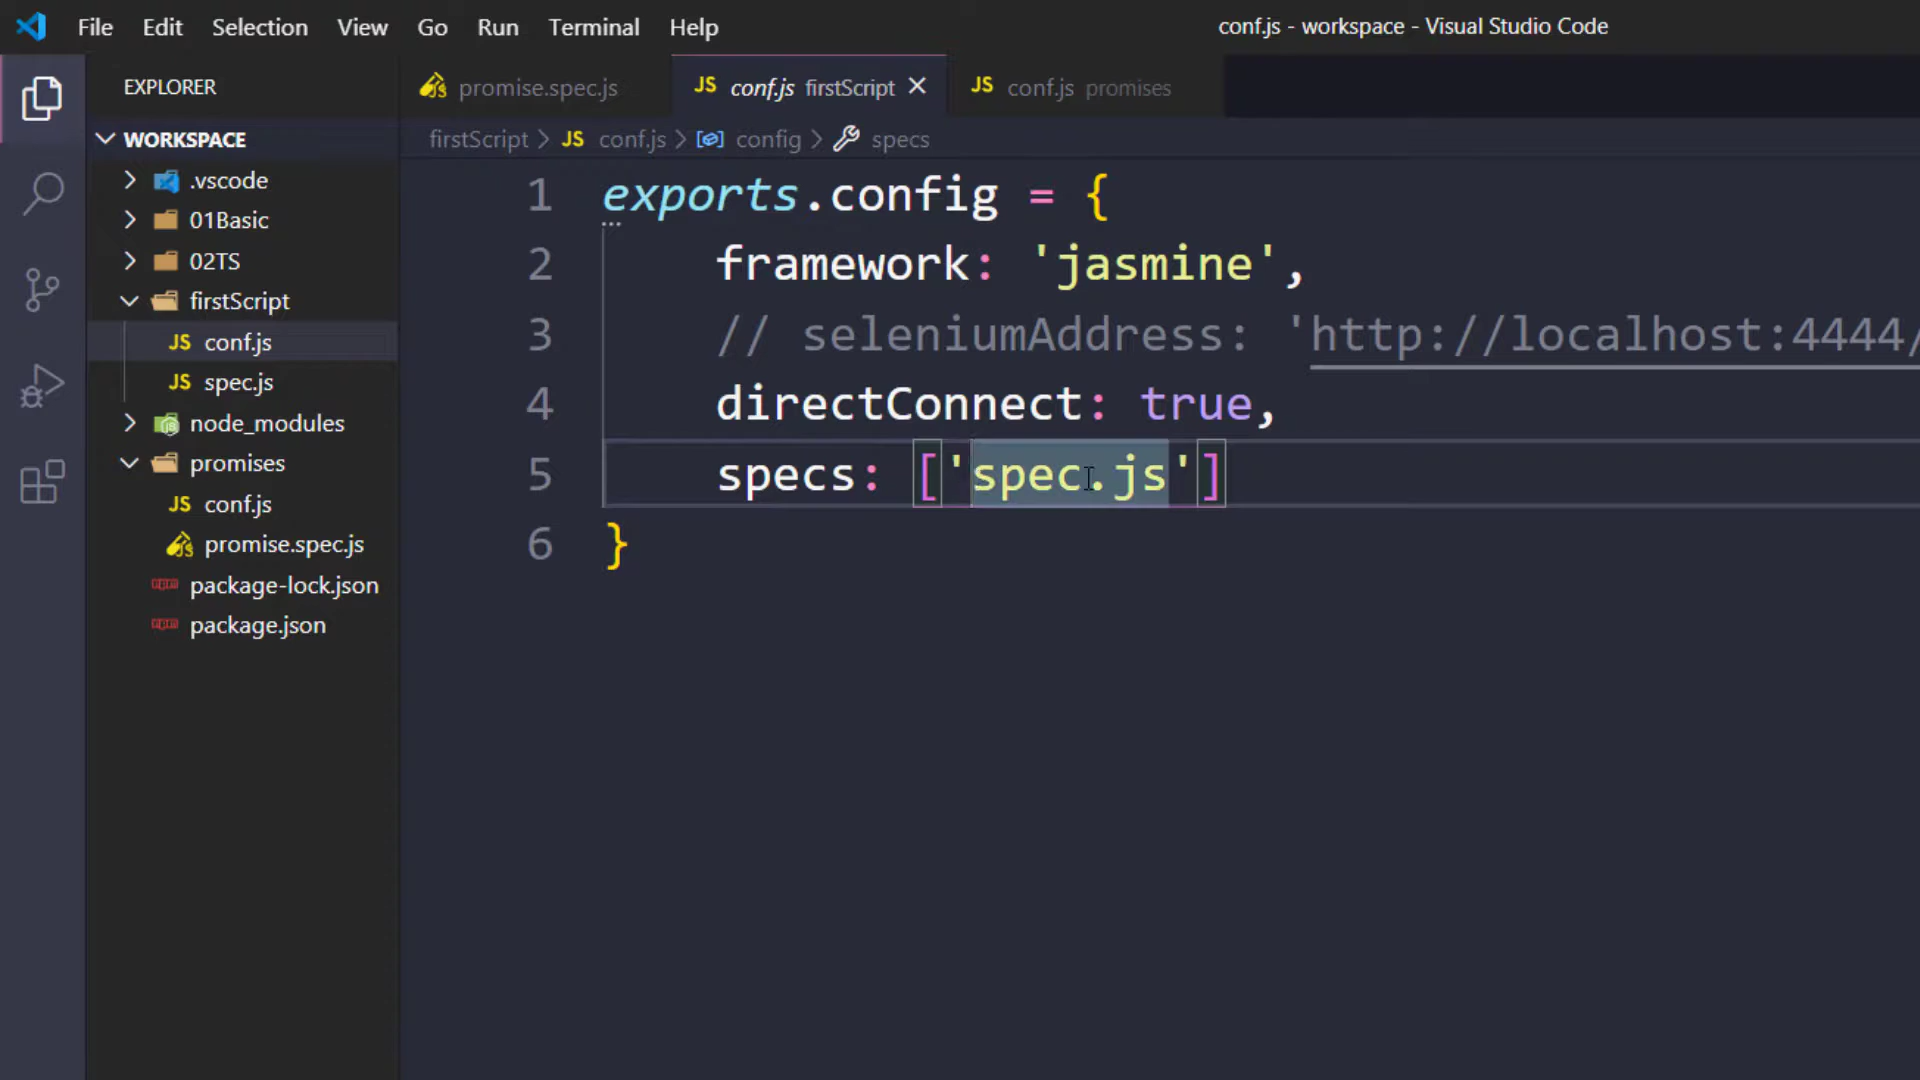 File Edit Selection View Go Run Terminal Help
conf.js - workspace - Visual Studio Code
EXPLORER
WORKSPACE
.vscode
01Basic
02TS
firstScript
JS conf.js
JS spec.js
node_modules
promises
JS conf.js
promise.spec.js
package-lock.json
package.json
promise.spec.js
JS conf.js firstScript
JS conf.js promises
firstScript > JS conf.js > config > specs
1 exports.config = {
2 framework: 'jasmine',
3 // seleniumAddress: 'http://localhost:4444/
4 directConnect: true,
5 specs: ['spec.js']
6 }